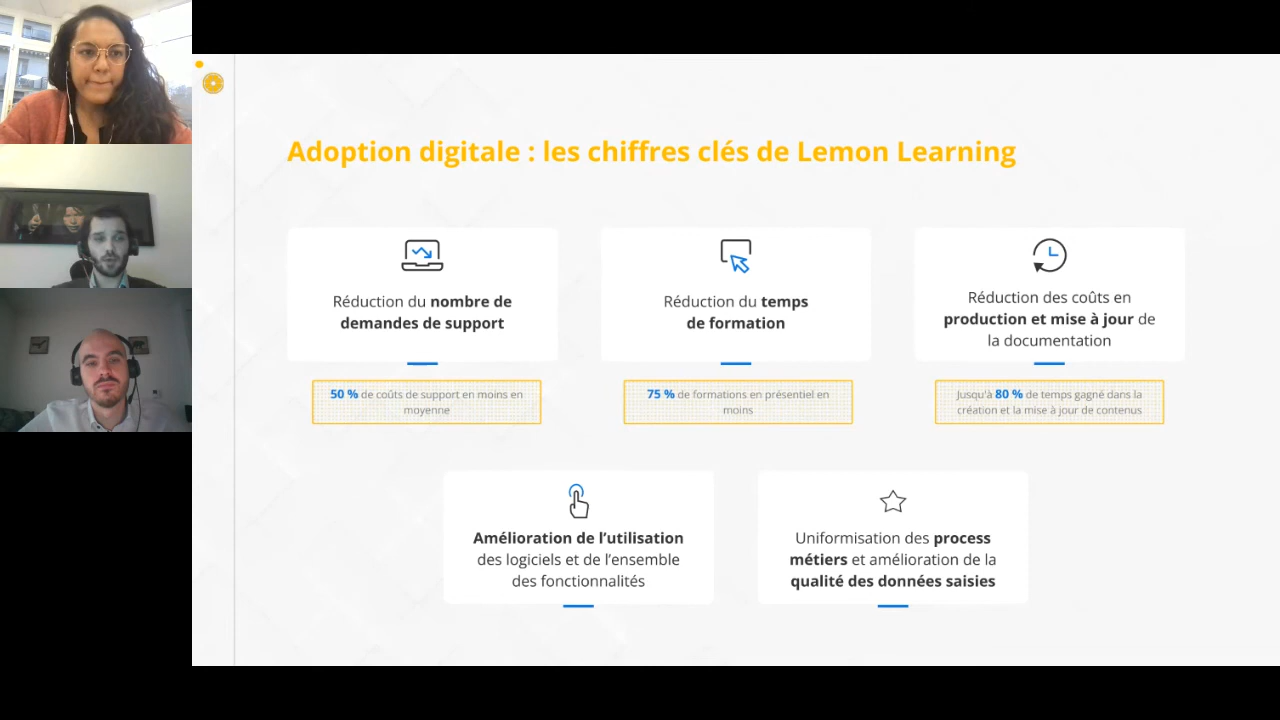 Adoption digitale : les chiffres clés de Lemon Learning
Réduction du nombre de
demandes de support
50 % de coûts de support en moins en
moyenne
Réduction du temps
de formation
75 % de formations en présentiel en
moins
Réduction des coûts en
production et mise à jour de
la documentation
Jusqu'à 80 % de temps gagné dans la
création et la mise à jour de contenus
Amélioration de l’utilisation
des logiciels et de l’ensemble
des fonctionnalités
Uniformisation des process
métiers et amélioration de la
qualité des données saisies